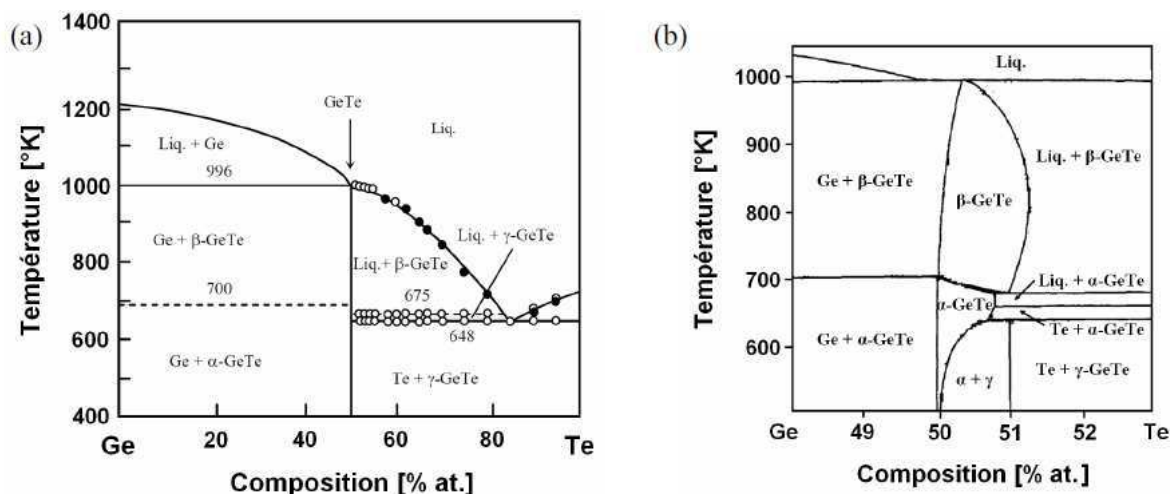 (a)
1400
1200
1000
800
600
400
Température [°K]
GeTe
Liq.
Liq. + Ge
996
Liq. + γ-GeTe
Ge + β-GeTe
Liq. + β-GeTe
700
675
648
Ge + α-GeTe
Te + γ-GeTe
Ge
20
40
60
80
Te
Composition [% at.]
(b)
1000
900
800
700
600
Température [°K]
Liq.
Liq. + β-GeTe
Ge + β-GeTe
β-GeTe
Liq. + α-GeTe
α-GeTe
Te + α-GeTe
Ge + α-GeTe
α + γ
Te + γ-GeTe
Ge
49
50
51
52
Te
Composition [% at.]